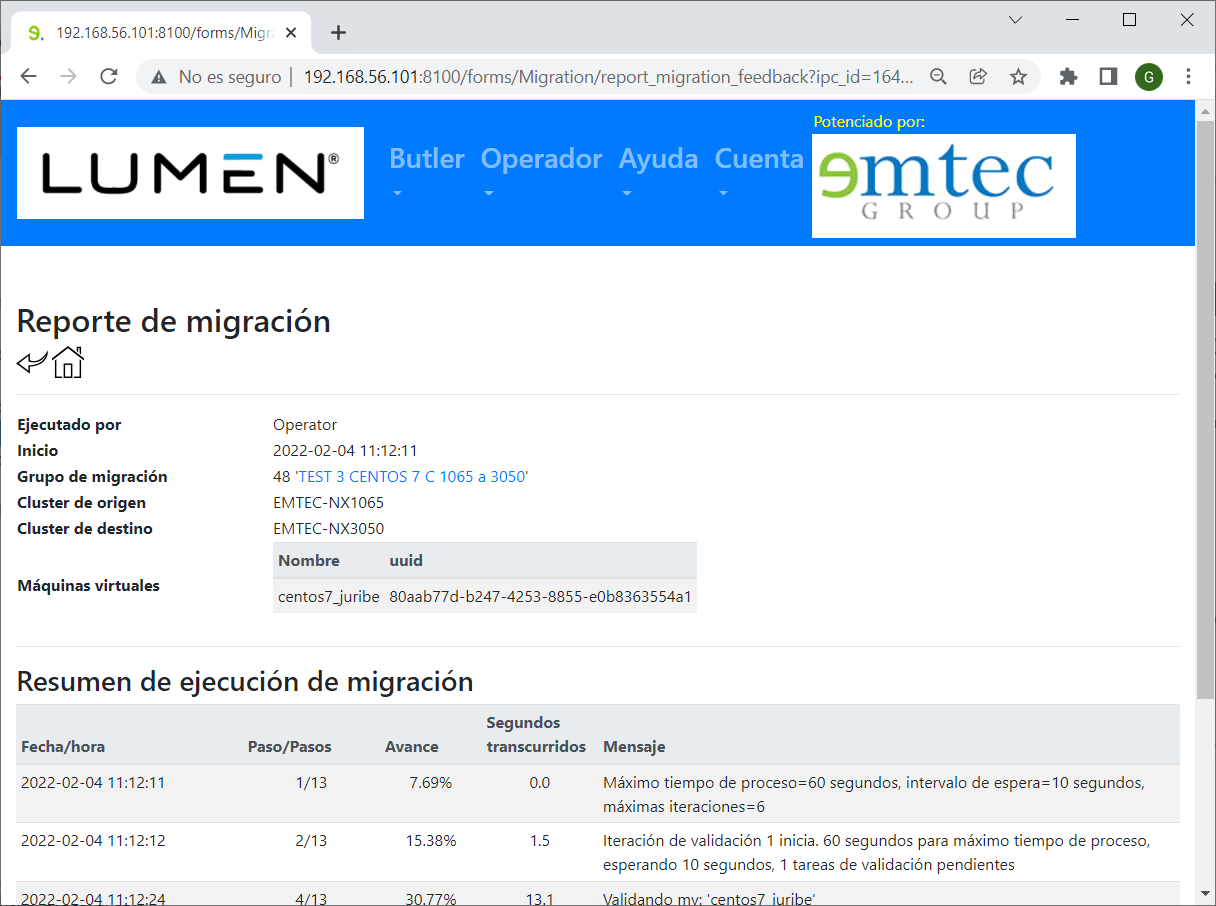 192.168.56.101:8100/forms/Migra
No es seguro | 192.168.56.101:8100/forms/Migration/report_migration_feedback?ipc_id=164... G
Potenciado por:
LUMEN® Butler Operador Ayuda Cuenta emtec
GROUP
Reporte de migración
Ejecutado por Operator
Inicio 2022-02-04 11:12:11
Grupo de migración 48 'TEST 3 CENTOS 7 C 1065 a 3050'
Cluster de origen EMTEC-NX1065
Cluster de destino EMTEC-NX3050
Nombre uuid
Máquinas virtuales
centos7_juribe 80aab77d-b247-4253-8855-e0b8363554a1
Resumen de ejecución de migración
Segundos
Fecha/hora Paso/Pasos Avance transcurridos Mensaje
2022-02-04 11:12:11 1/13 7.69% 0.0 Máximo tiempo de proceso=60 segundos, intervalo de espera=10 segundos,
máximas iteraciones=6
2022-02-04 11:12:12 2/13 15.38% 1.5 Iteración de validación 1 inicia. 60 segundos para máximo tiempo de proceso,
esperando 10 segundos, 1 tareas de validación pendientes
2022-02-04 11:12:24 4/13 30.77% 13.1 Validando mv: 'centos7_juribe'